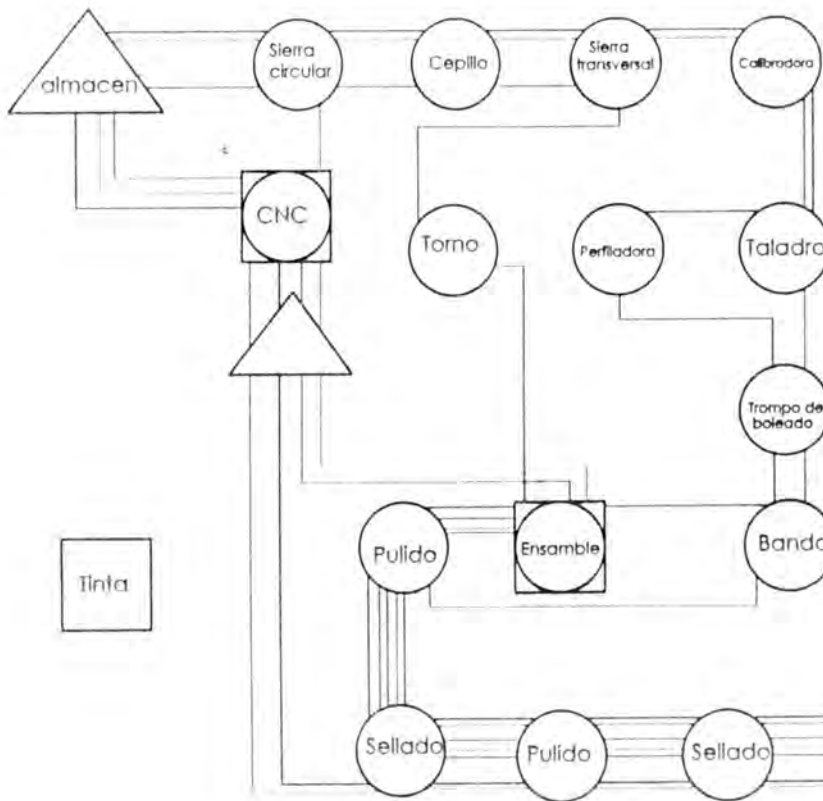 almacen
Sierra
circular
Cepillo
Sierra
transversal
Calibradora
CNC
Torno
Perfiladora
Taladro
Trompo de
boleado
Pulido
Ensamble
Banda
Tinta
Sellado
Pulido
Sellado